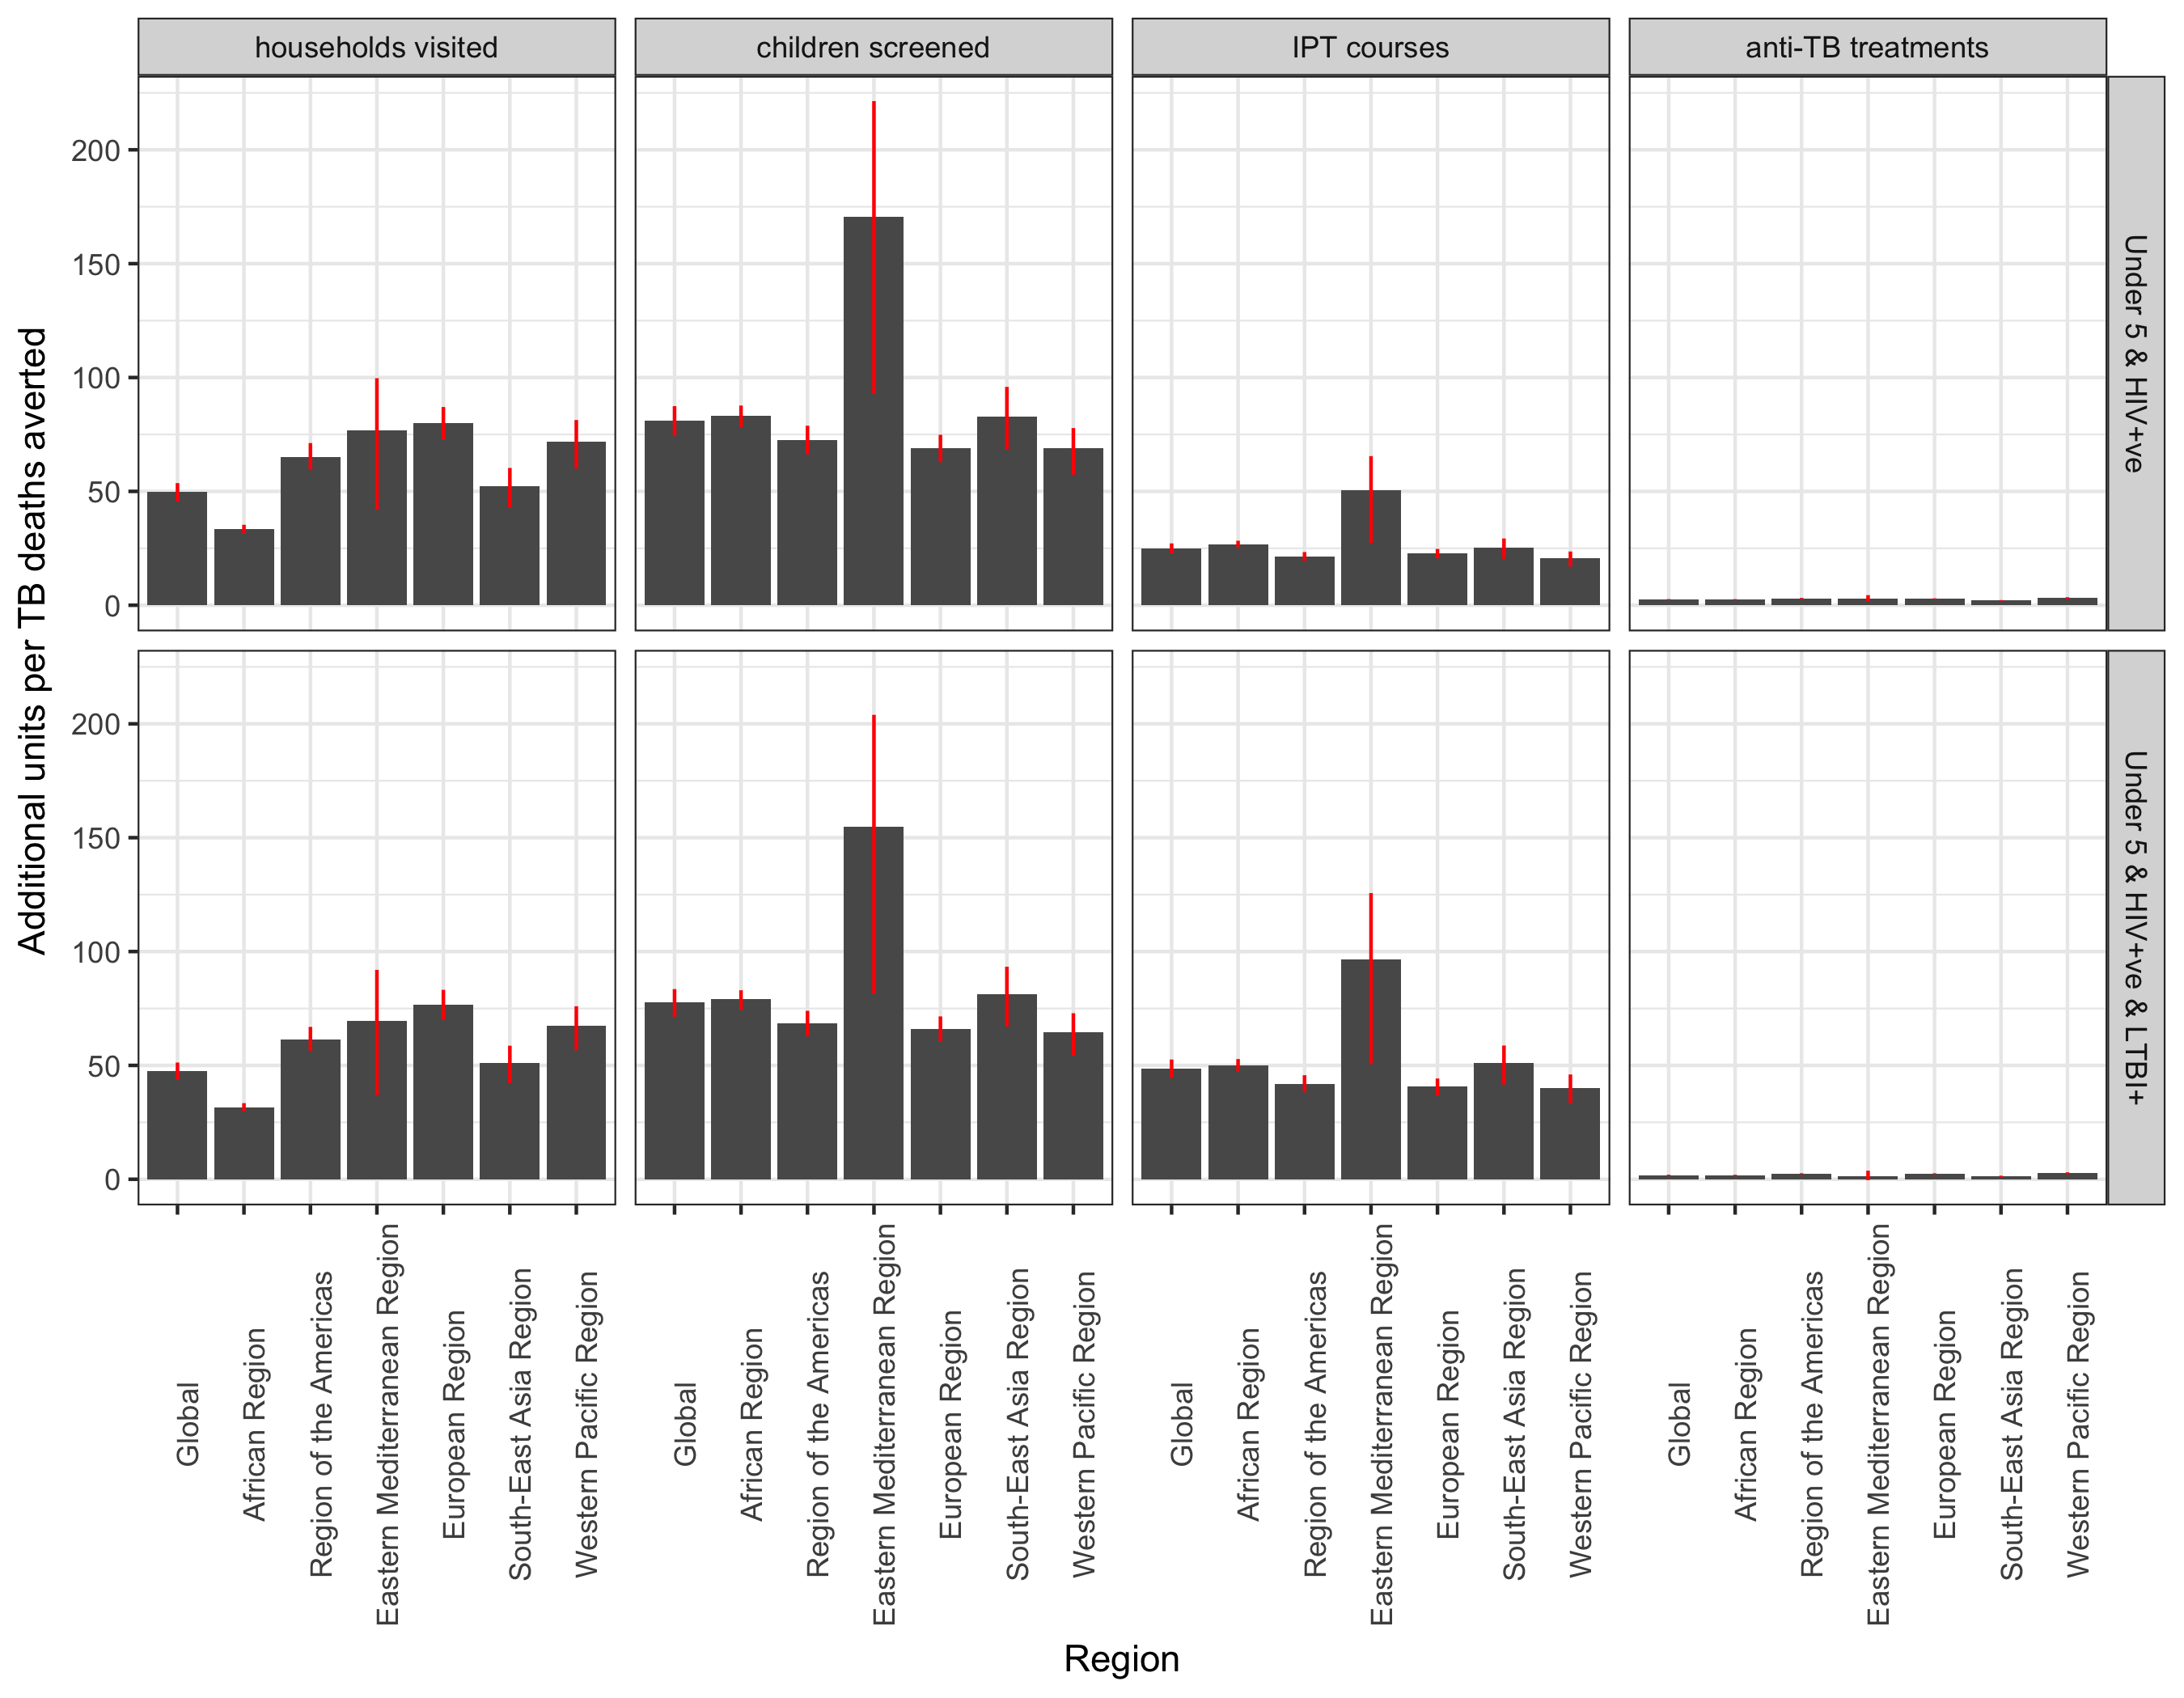 households visited
children screened
IPT courses
anti-TB treatments
Additional units per TB deaths averted
200
150
100
50
0
Under 5 & HIV+ve
200
150
100
50
0
Under 5 & HIV+ve & LTBI+
Global
African Region
Region of the Americas
Eastern Mediterranean Region
European Region
South-East Asia Region
Western Pacific Region
Global
African Region
Region of the Americas
Eastern Mediterranean Region
European Region
South-East Asia Region
Western Pacific Region
Global
African Region
Region of the Americas
Eastern Mediterranean Region
European Region
South-East Asia Region
Western Pacific Region
Global
African Region
Region of the Americas
Eastern Mediterranean Region
European Region
South-East Asia Region
Western Pacific Region
Region